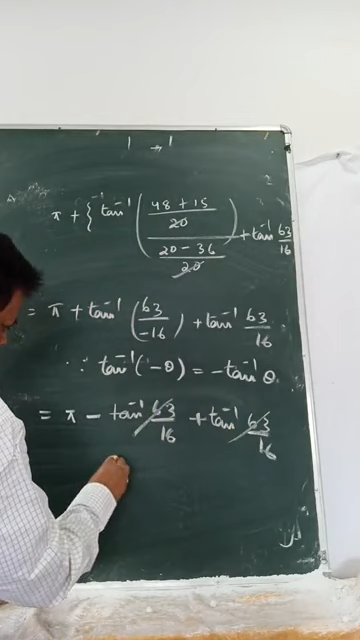 π + { tan⁻¹ ( (48 + 15)/20 / (20 - 36)/20 ) + tan⁻¹ 63/16
= π + tan⁻¹ ( 63/-16 ) + tan⁻¹ 63/16
∵ tan⁻¹(-θ) = -tan⁻¹ θ
= π - tan⁻¹ 63/16 + tan⁻¹ 63/16